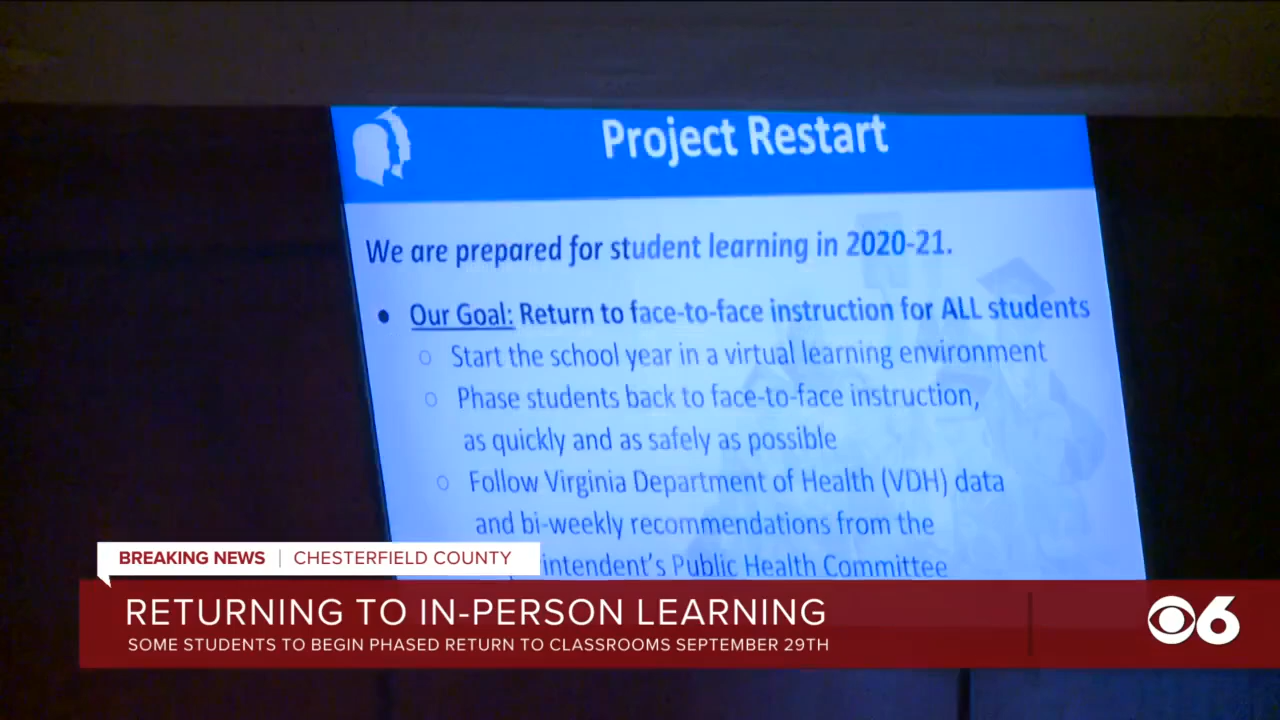 Project Restart
We are prepared for student learning in 2020-21.
• Our Goal: Return to face-to-face instruction for ALL students
o Start the school year in a virtual learning environment
o Phase students back to face-to-face instruction,
as quickly and as safely as possible
o Follow Virginia Department of Health (VDH) data
and bi-weekly recommendations from the
intendent's Public Health Committee
BREAKING NEWS | CHESTERFIELD COUNTY
RETURNING TO IN-PERSON LEARNING
SOME STUDENTS TO BEGIN PHASED RETURN TO CLASSROOMS SEPTEMBER 29TH
6